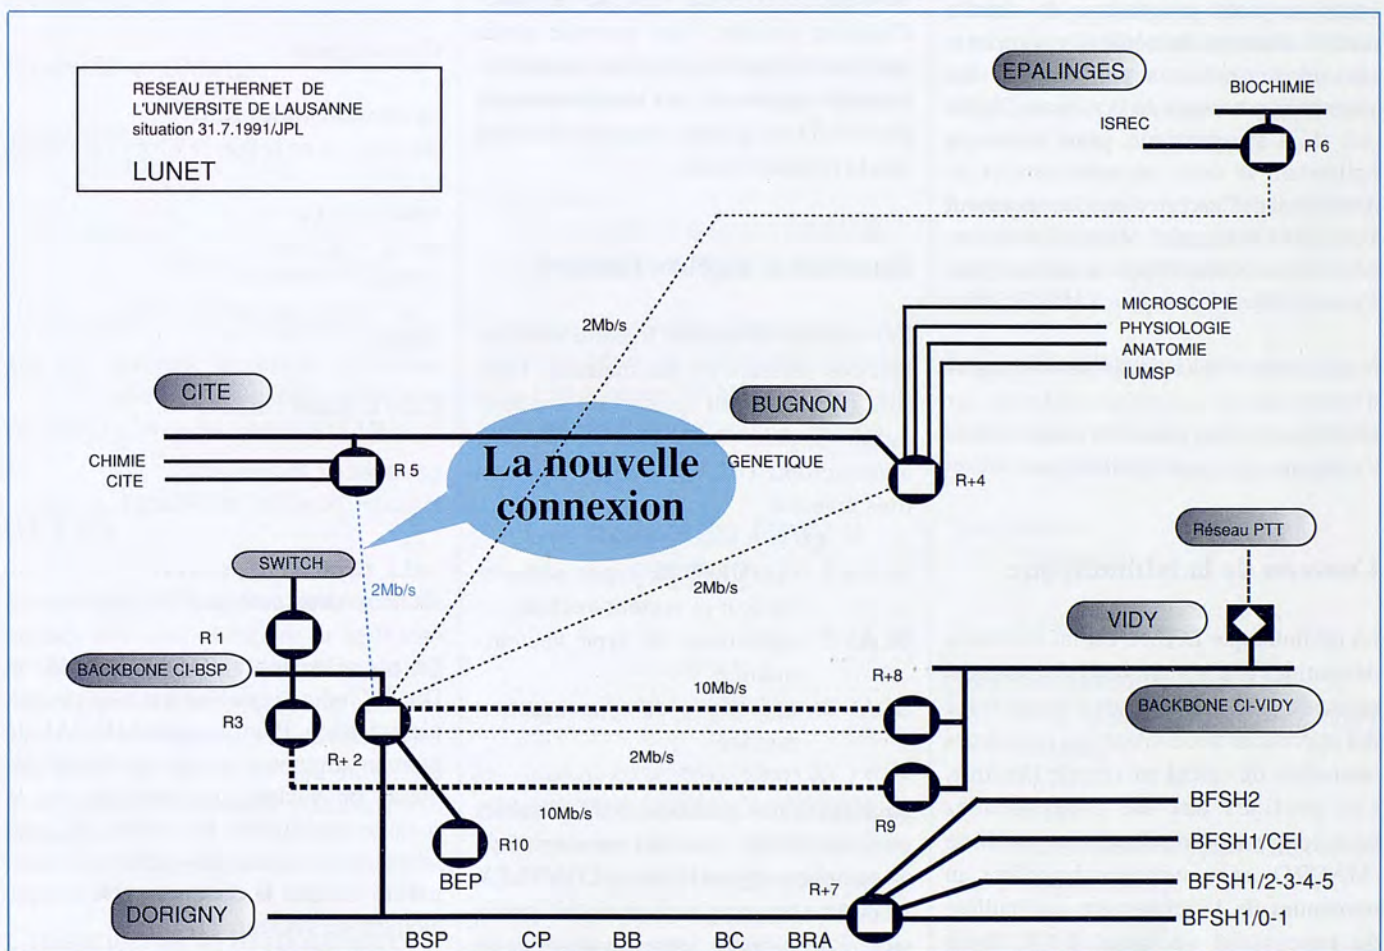 RESEAU ETHERNET DE
L'UNIVERSITE DE LAUSANNE
situation 31.7.1991/JPL
LUNET
EPALINGES
BIOCHIMIE
ISREC
R 6
2Mb/s
MICROSCOPIE
PHYSIOLOGIE
ANATOMIE
IUMSP
CITE
BUGNON
CHIMIE
CITE
R 5
La nouvelle
connexion
GENETIQUE
R+4
Réseau PTT
SWITCH
2Mb/s
2Mb/s
VIDY
R 1
BACKBONE CI-BSP
R+8
10Mb/s
BACKBONE CI-VIDY
R3
R+ 2
2Mb/s
10Mb/s
R9
BFSH2
R10
BFSH1/CEI
BEP
R+7
BFSH1/2-3-4-5
DORIGNY
BFSH1/0-1
BSP CP BB BC BRA